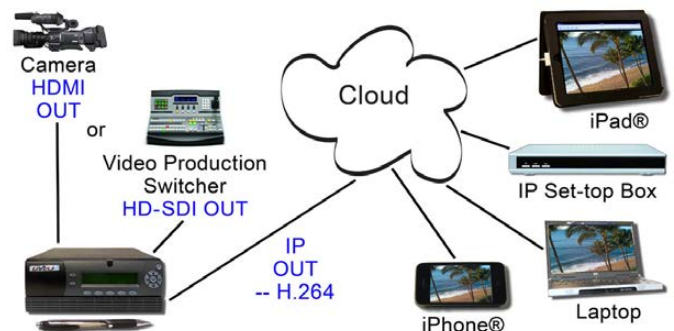 Camera
HDMI
OUT
or
Video Production
Switcher
HD-SDI OUT
Cloud
IP
OUT
-- H.264
iPad®
IP Set-top Box
Laptop
iPhone®